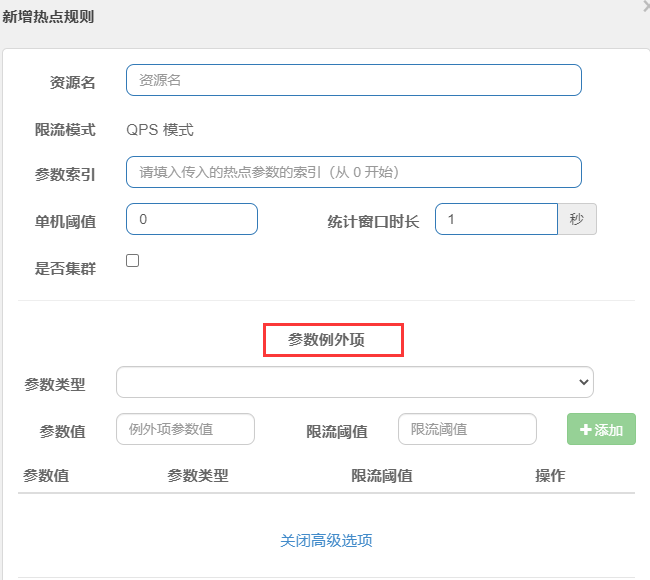 新增热点规则
资源名 资源名
限流模式 QPS 模式
参数索引 请填入传入的热点参数的索引（从 0 开始）
单机阈值 0 统计窗口时长 1 秒
是否集群
参数例外项
参数类型
参数值 例外项参数值 限流阈值 限流阈值 添加
参数值 参数类型 限流阈值 操作
关闭高级选项